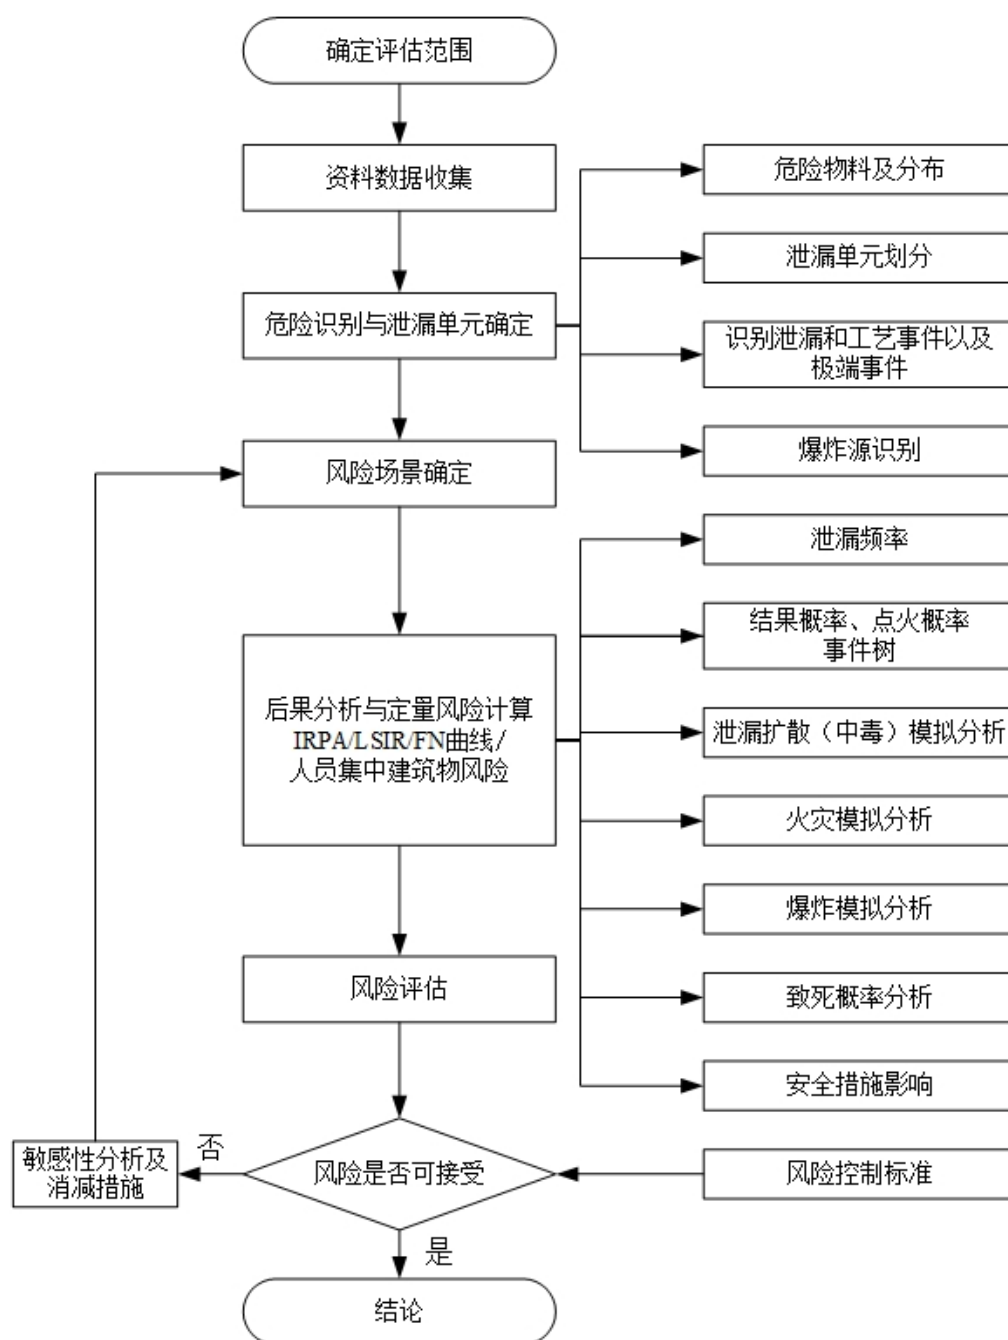 确定评估范围
资料数据收集
危险物料及分布
泄漏单元划分
危险识别与泄漏单元确定
识别泄漏和工艺事件以及
极端事件
爆炸源识别
风险场景确定
泄漏频率
结果概率、点火概率
事件树
后果分析与定量风险计算
IRPA/LSIR/FN曲线/
人员集中建筑物风险
泄漏扩散（中毒）模拟分析
火灾模拟分析
爆炸模拟分析
风险评估
致死概率分析
安全措施影响
敏感性分析及
消减措施
否
风险是否可接受
风险控制标准
是
结论